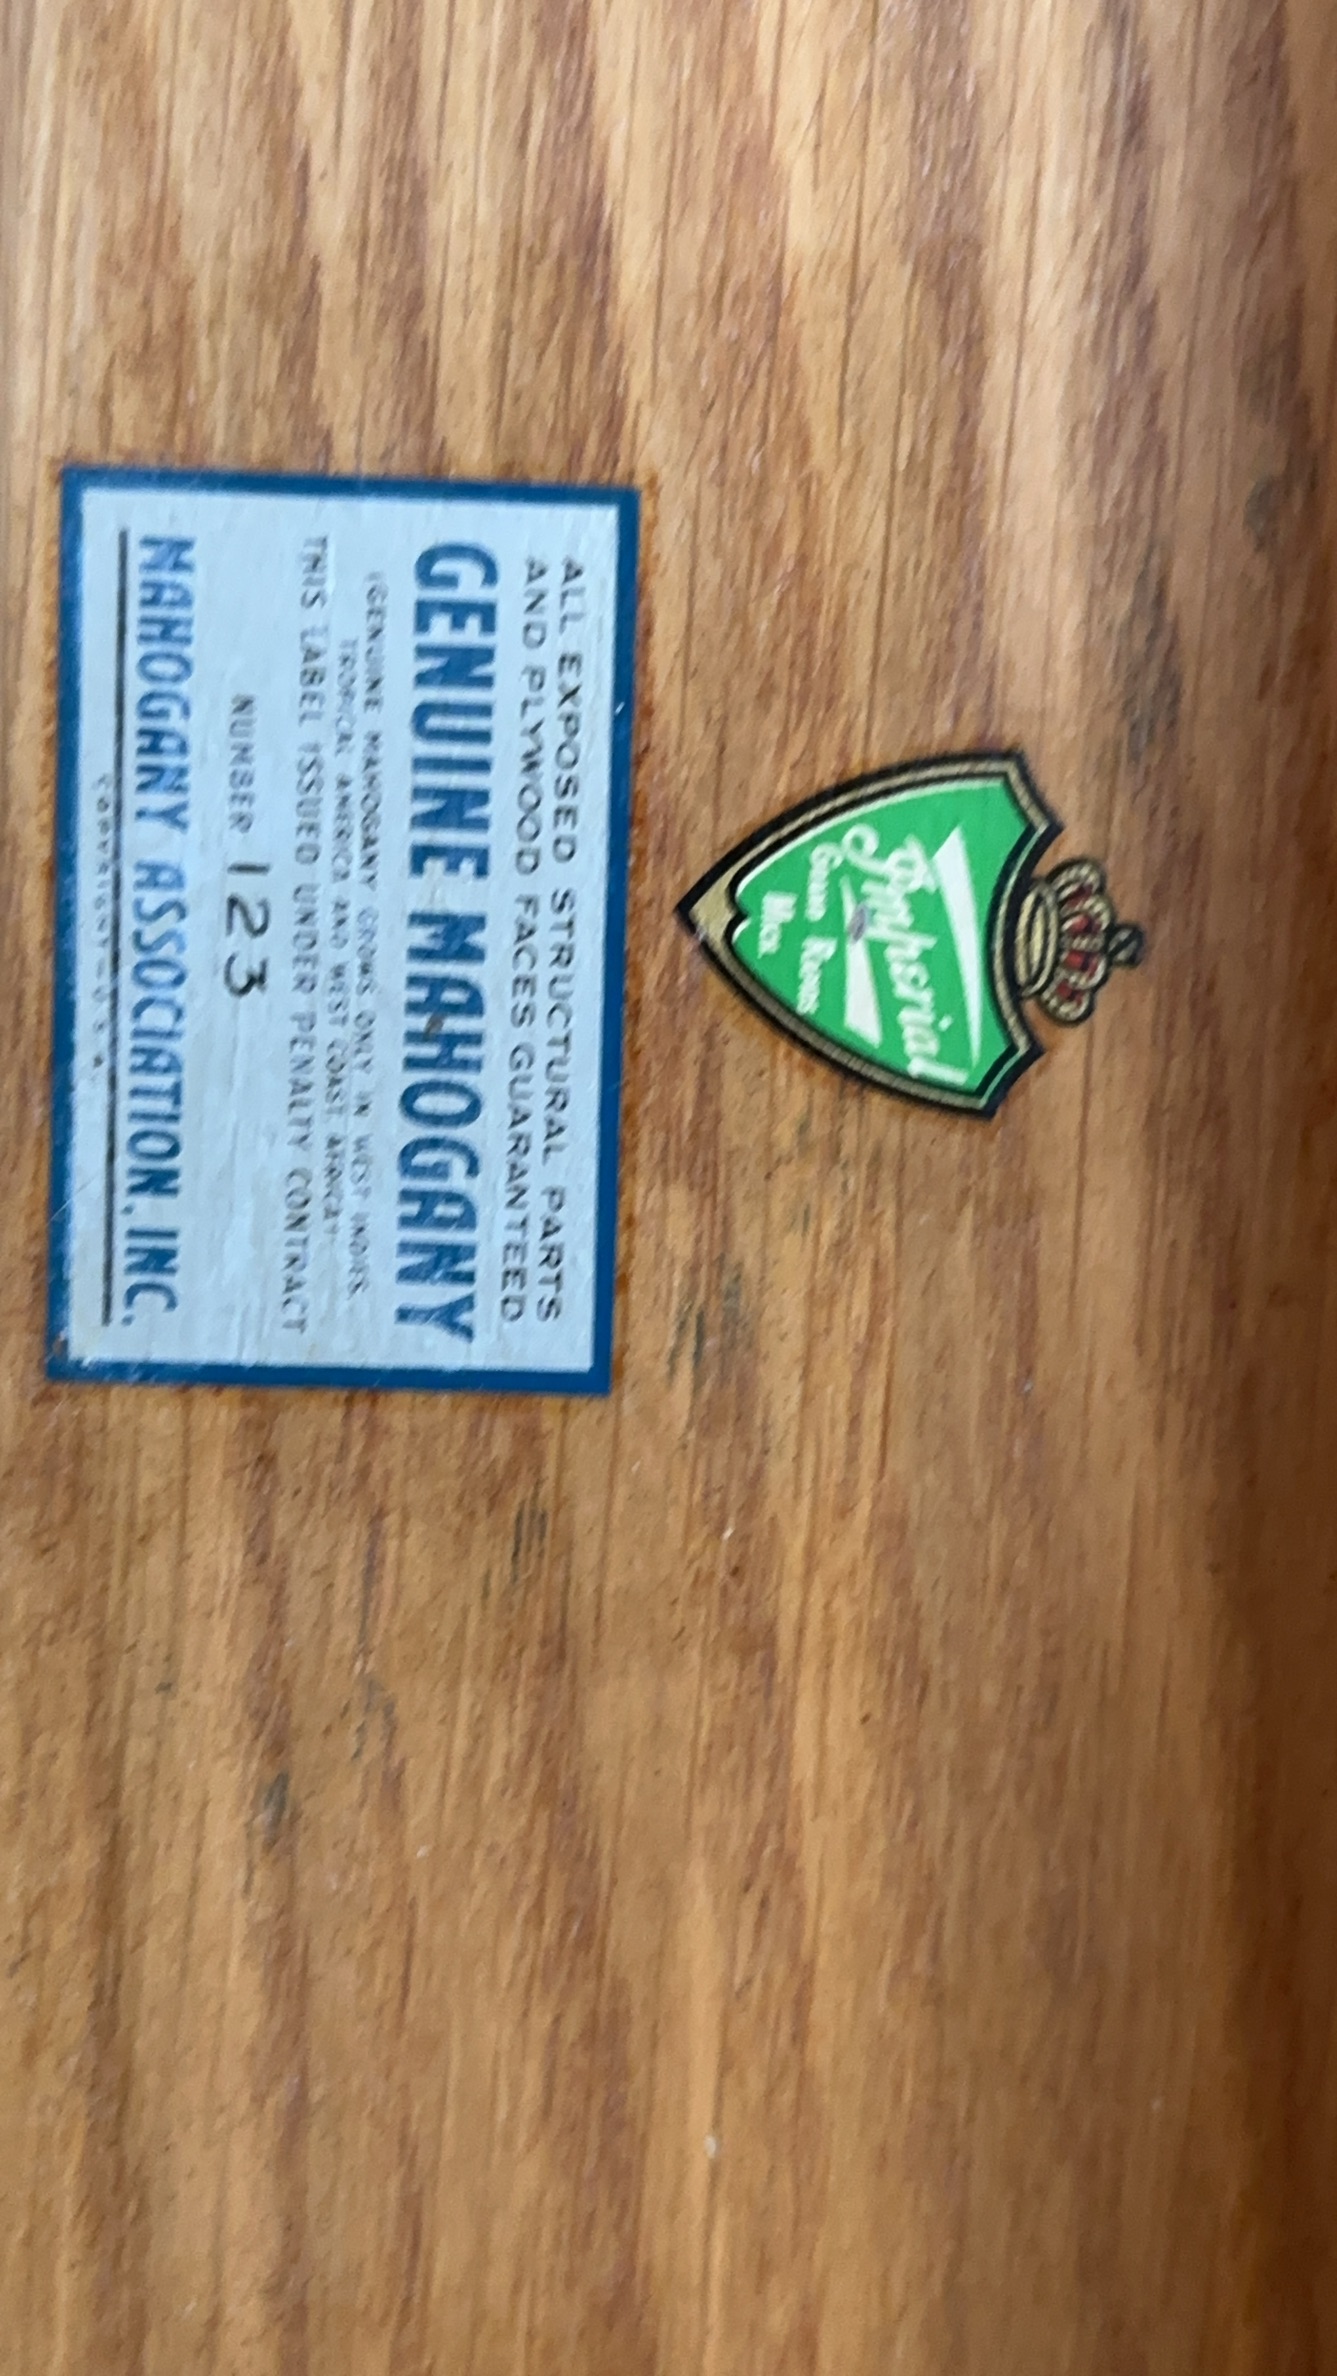 Imperial
Grand Rapids
Mich.
ALL EXPOSED STRUCTURAL PARTS
AND PLYWOOD FACES GUARANTEED
GENUINE MAHOGANY
(GENUINE MAHOGANY GROWS ONLY IN WEST INDIES,
TROPICAL AMERICA AND WEST COAST AFRICA)
THIS LABEL ISSUED UNDER PENALTY CONTRACT
NUMBER 123
MAHOGANY ASSOCIATION, INC.
COPYRIGHT-U.S.A.